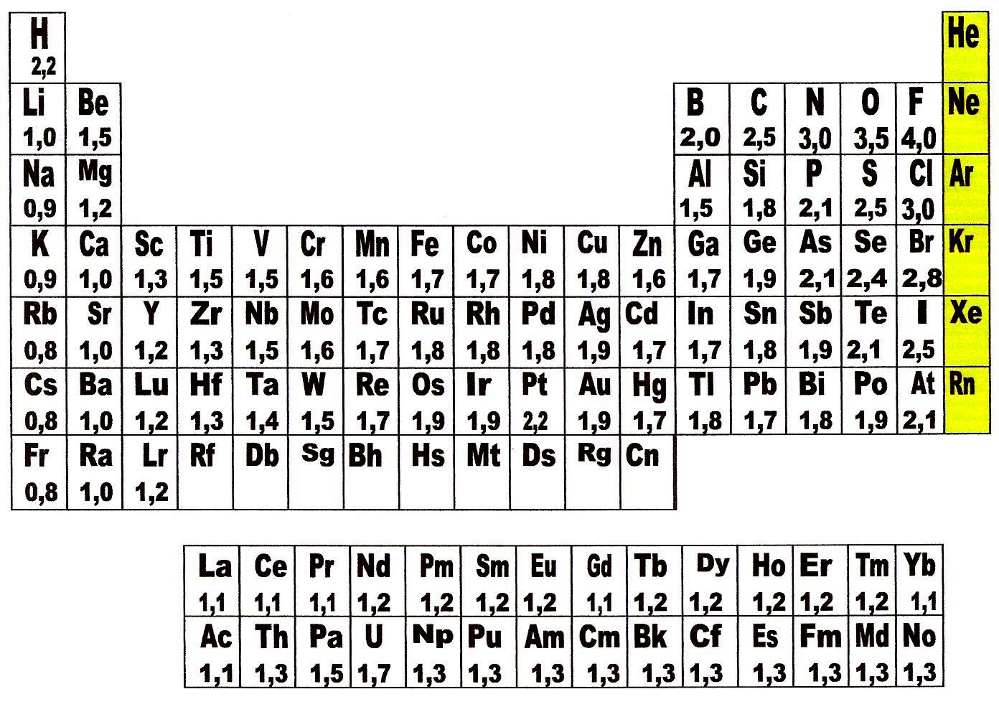 H He
2,2
Li Be B C N O F Ne
1,0 1,5 2,0 2,5 3,0 3,5 4,0
Na Mg Al Si P S Cl Ar
0,9 1,2 1,5 1,8 2,1 2,5 3,0
K Ca Sc Ti V Cr Mn Fe Co Ni Cu Zn Ga Ge As Se Br Kr
0,9 1,0 1,3 1,5 1,5 1,6 1,6 1,7 1,7 1,8 1,8 1,6 1,7 1,9 2,1 2,4 2,8
Rb Sr Y Zr Nb Mo Tc Ru Rh Pd Ag Cd In Sn Sb Te I Xe
0,8 1,0 1,2 1,3 1,5 1,6 1,7 1,8 1,8 1,8 1,9 1,7 1,7 1,8 1,9 2,1 2,5
Cs Ba Lu Hf Ta W Re Os Ir Pt Au Hg Tl Pb Bi Po At Rn
0,8 1,0 1,2 1,3 1,4 1,5 1,7 1,9 1,9 2,2 1,9 1,7 1,8 1,7 1,8 1,9 2,1
Fr Ra Lr Rf Db Sg Bh Hs Mt Ds Rg Cn
0,8 1,0 1,2
La Ce Pr Nd Pm Sm Eu Gd Tb Dy Ho Er Tm Yb
1,1 1,1 1,1 1,2 1,2 1,2 1,2 1,1 1,2 1,2 1,2 1,2 1,2 1,1
Ac Th Pa U Np Pu Am Cm Bk Cf Es Fm Md No
1,1 1,3 1,5 1,7 1,3 1,3 1,3 1,3 1,3 1,3 1,3 1,3 1,3 1,3